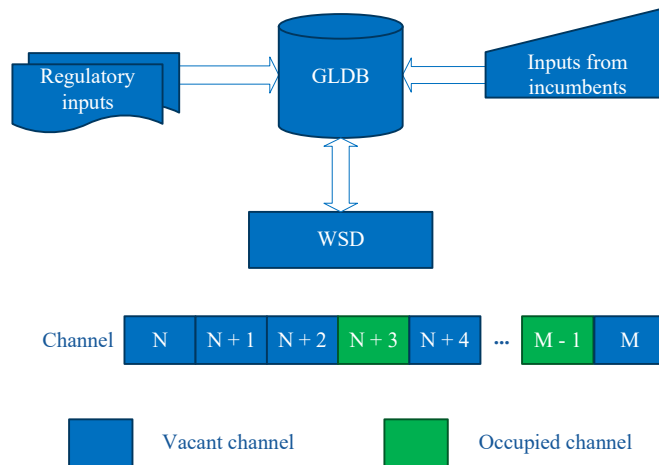 Regulatory
inputs
GLDB
Inputs from
incumbents
WSD
Channel N N + 1 N + 2 N + 3 N + 4 ... M - 1 M
Vacant channel Occupied channel